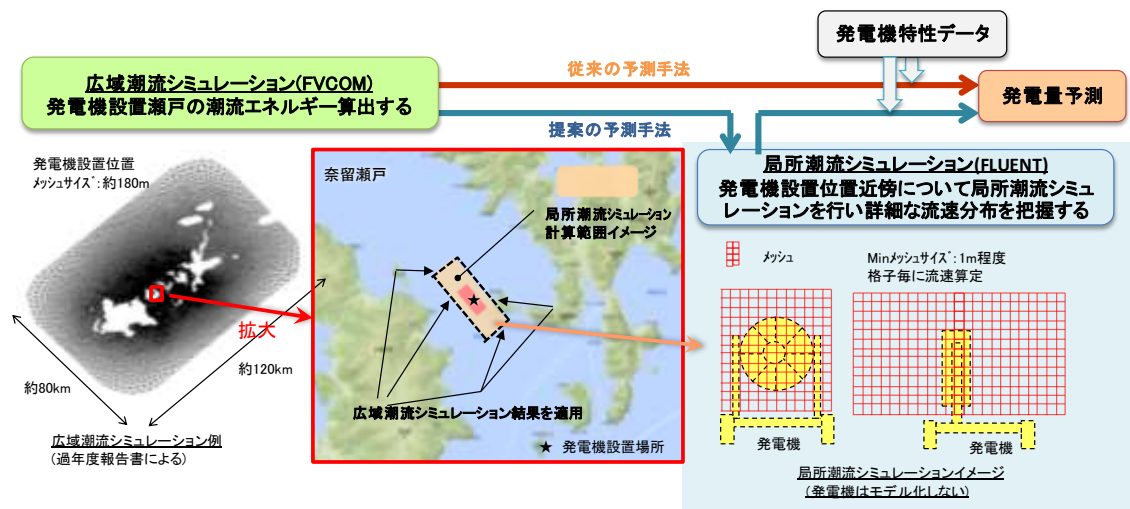 発電機特性データ
広域潮流シミュレーション(FVCOM)
発電機設置瀬戸の潮流エネルギー算出する
従来の予測手法
提案の予測手法
発電量予測
局所潮流シミュレーション(FLUENT)
発電機設置位置近傍について局所潮流シミュ
レーションを行い詳細な流速分布を把握する
発電機設置位置
メッシュサイズ:約180m
拡大
約80km
約120km
広域潮流シミュレーション例
(過年度報告書による)
奈留瀬戸
局所潮流シミュレーション
計算範囲イメージ
広域潮流シミュレーション結果を適用
★ 発電機設置場所
メッシュ
Minメッシュサイズ:1m程度
格子毎に流速算定
発電機
発電機
局所潮流シミュレーションイメージ
(発電機はモデル化しない)